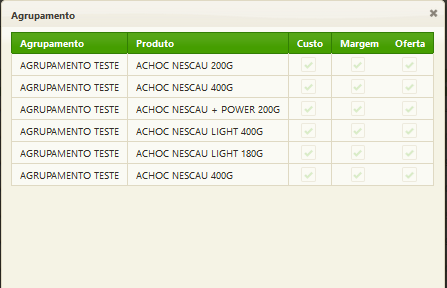 Agrupamento
Agrupamento Produto Custo Margem Oferta
AGRUPAMENTO TESTE ACHOC NESCAU 200G
AGRUPAMENTO TESTE ACHOC NESCAU 400G
AGRUPAMENTO TESTE ACHOC NESCAU + POWER 200G
AGRUPAMENTO TESTE ACHOC NESCAU LIGHT 400G
AGRUPAMENTO TESTE ACHOC NESCAU LIGHT 180G
AGRUPAMENTO TESTE ACHOC NESCAU 400G